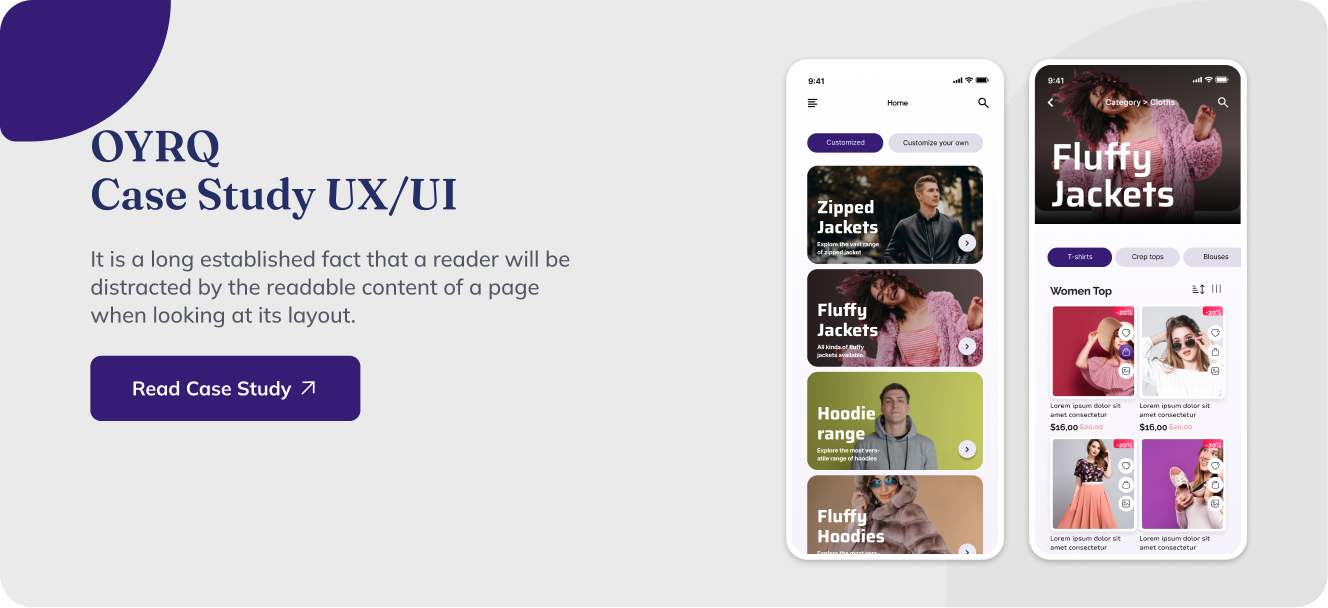 OYRQ
Case Study UX/UI
It is a long established fact that a reader will be
distracted by the readable content of a page
when looking at its layout.
Read Case Study
9:41
Home
Customized
Customize your own
Zipped
Jackets
Explore the vast range
of zipped jacket
Fluffy
Jackets
All kinds of fluffy
jackets available.
Hoodie
range
Explore the most vers-
atile range of hoodies
Fluffy
Hoodies
Explore the most vers-
9:41
Category > Cloths
Fluffy
Jackets
T-shirts
Crop tops
Blouses
Women Top
-20%
-20%
Lorem ipsum dolor sit
amet consectetur
$16,00 $20,00
Lorem ipsum dolor sit
amet consectetur
$16,00 $20,00
-20%
-20%
Lorem ipsum dolor sit
amet consectetur
Lorem ipsum dolor sit
amet consectetur